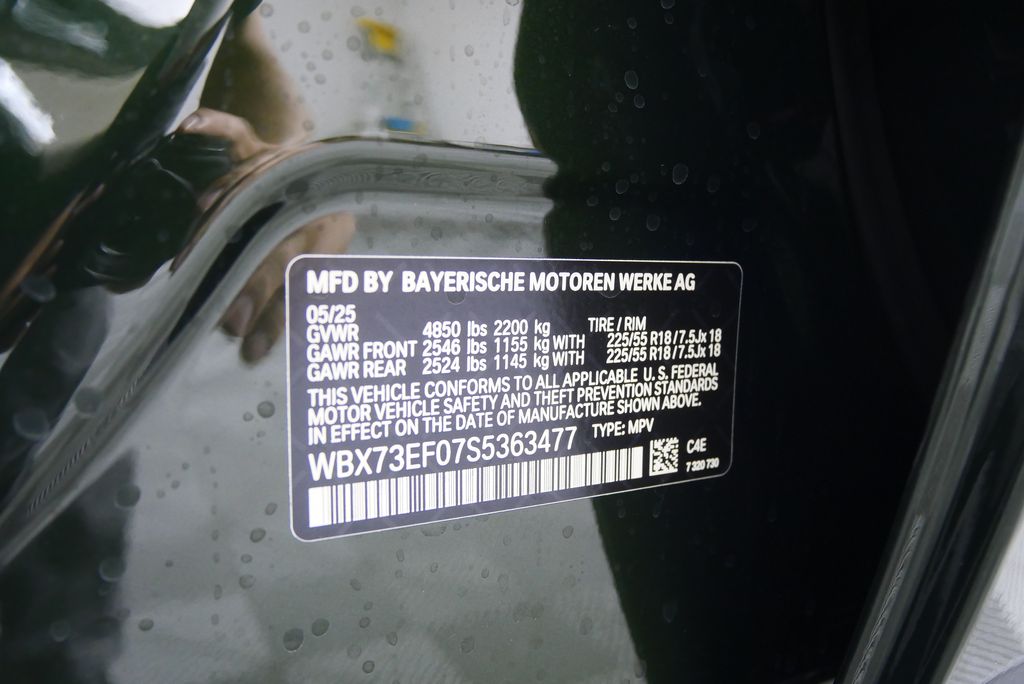 MFD BY BAYERISCHE MOTOREN WERKE AG
05/25
GVWR 4850 lbs 2200 kg TIRE / RIM
GAWR FRONT 2546 lbs 1155 kg WITH 225/55 R18 / 7.5Jx 18
GAWR REAR 2524 lbs 1145 kg WITH 225/55 R18 / 7.5Jx 18
THIS VEHICLE CONFORMS TO ALL APPLICABLE U.S. FEDERAL
MOTOR VEHICLE SAFETY AND THEFT PREVENTION STANDARDS
IN EFFECT ON THE DATE OF MANUFACTURE SHOWN ABOVE.
WBX73EF07S5363477 TYPE: MPV
C4E
7 320 730